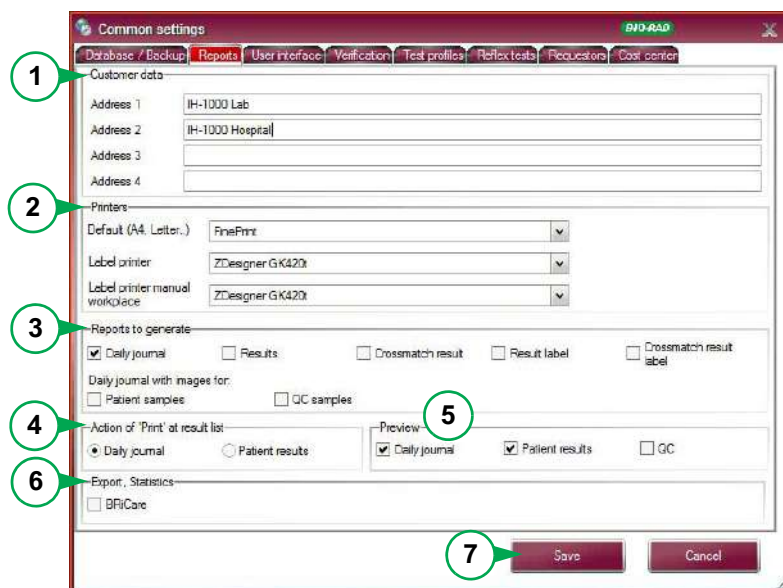 Common settings
BIO-RAD
X
Database / Backup Reports User interface Verification Test profiles Reflex tests Requestors Cost center
1
Customer data
Address 1 IH-1000 Lab
Address 2 IH-1000 Hospital
Address 3
Address 4
2
Printers
Default (A4, Letter..) FinePrint
Label printer ZDesigner GK420t
Label printer manual
workplace ZDesigner GK420t
3
Reports to generate
Daily journal Results Crossmatch result Result label Crossmatch result
label
Daily journal with images for:
Patient samples QC samples
4
Action of 'Print' at result list
Daily journal Patient results
5
Preview
Daily journal Patient results QC
6
Export, Statistics
BRiCare
7
Save Cancel